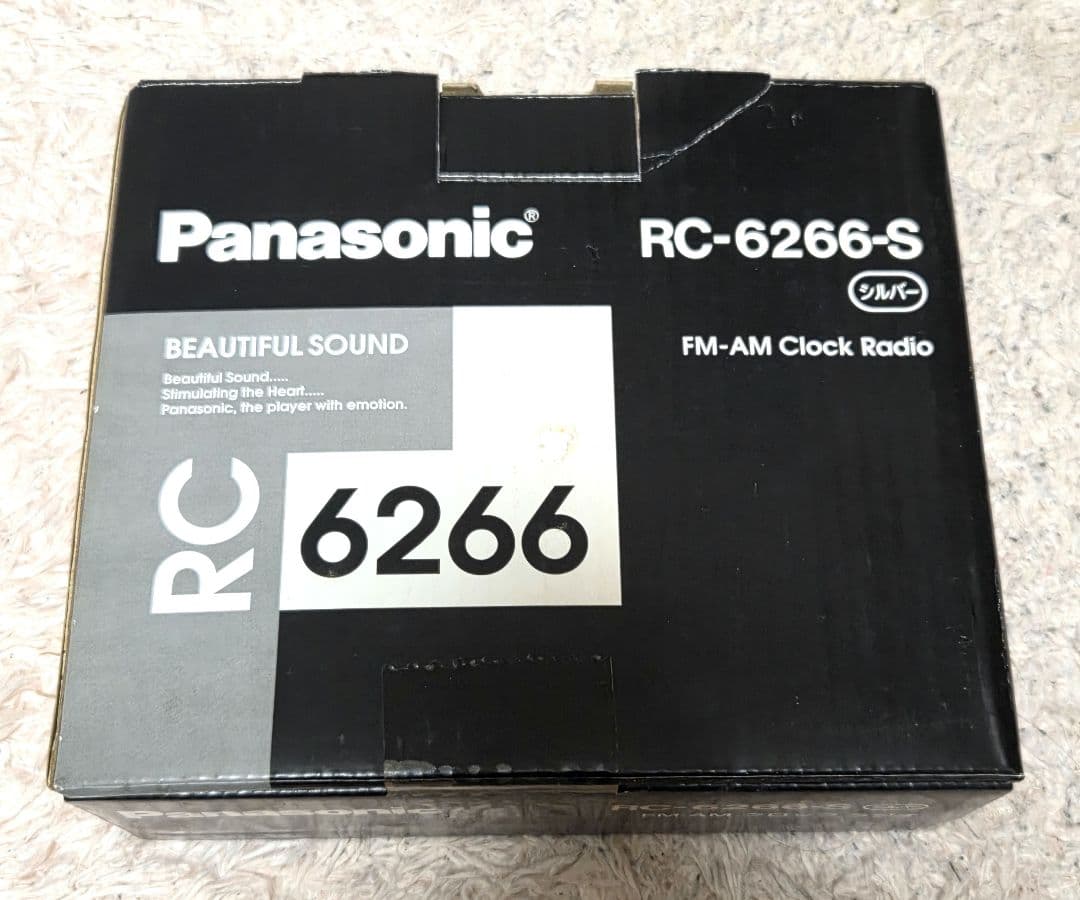 Panasonic®
RC-6266-S
シルバー
FM-AM Clock Radio
BEAUTIFUL SOUND
Beautiful Sound.....
Stimulating the Heart.....
Panasonic, the player with emotion.
RC
6266
Panasonic